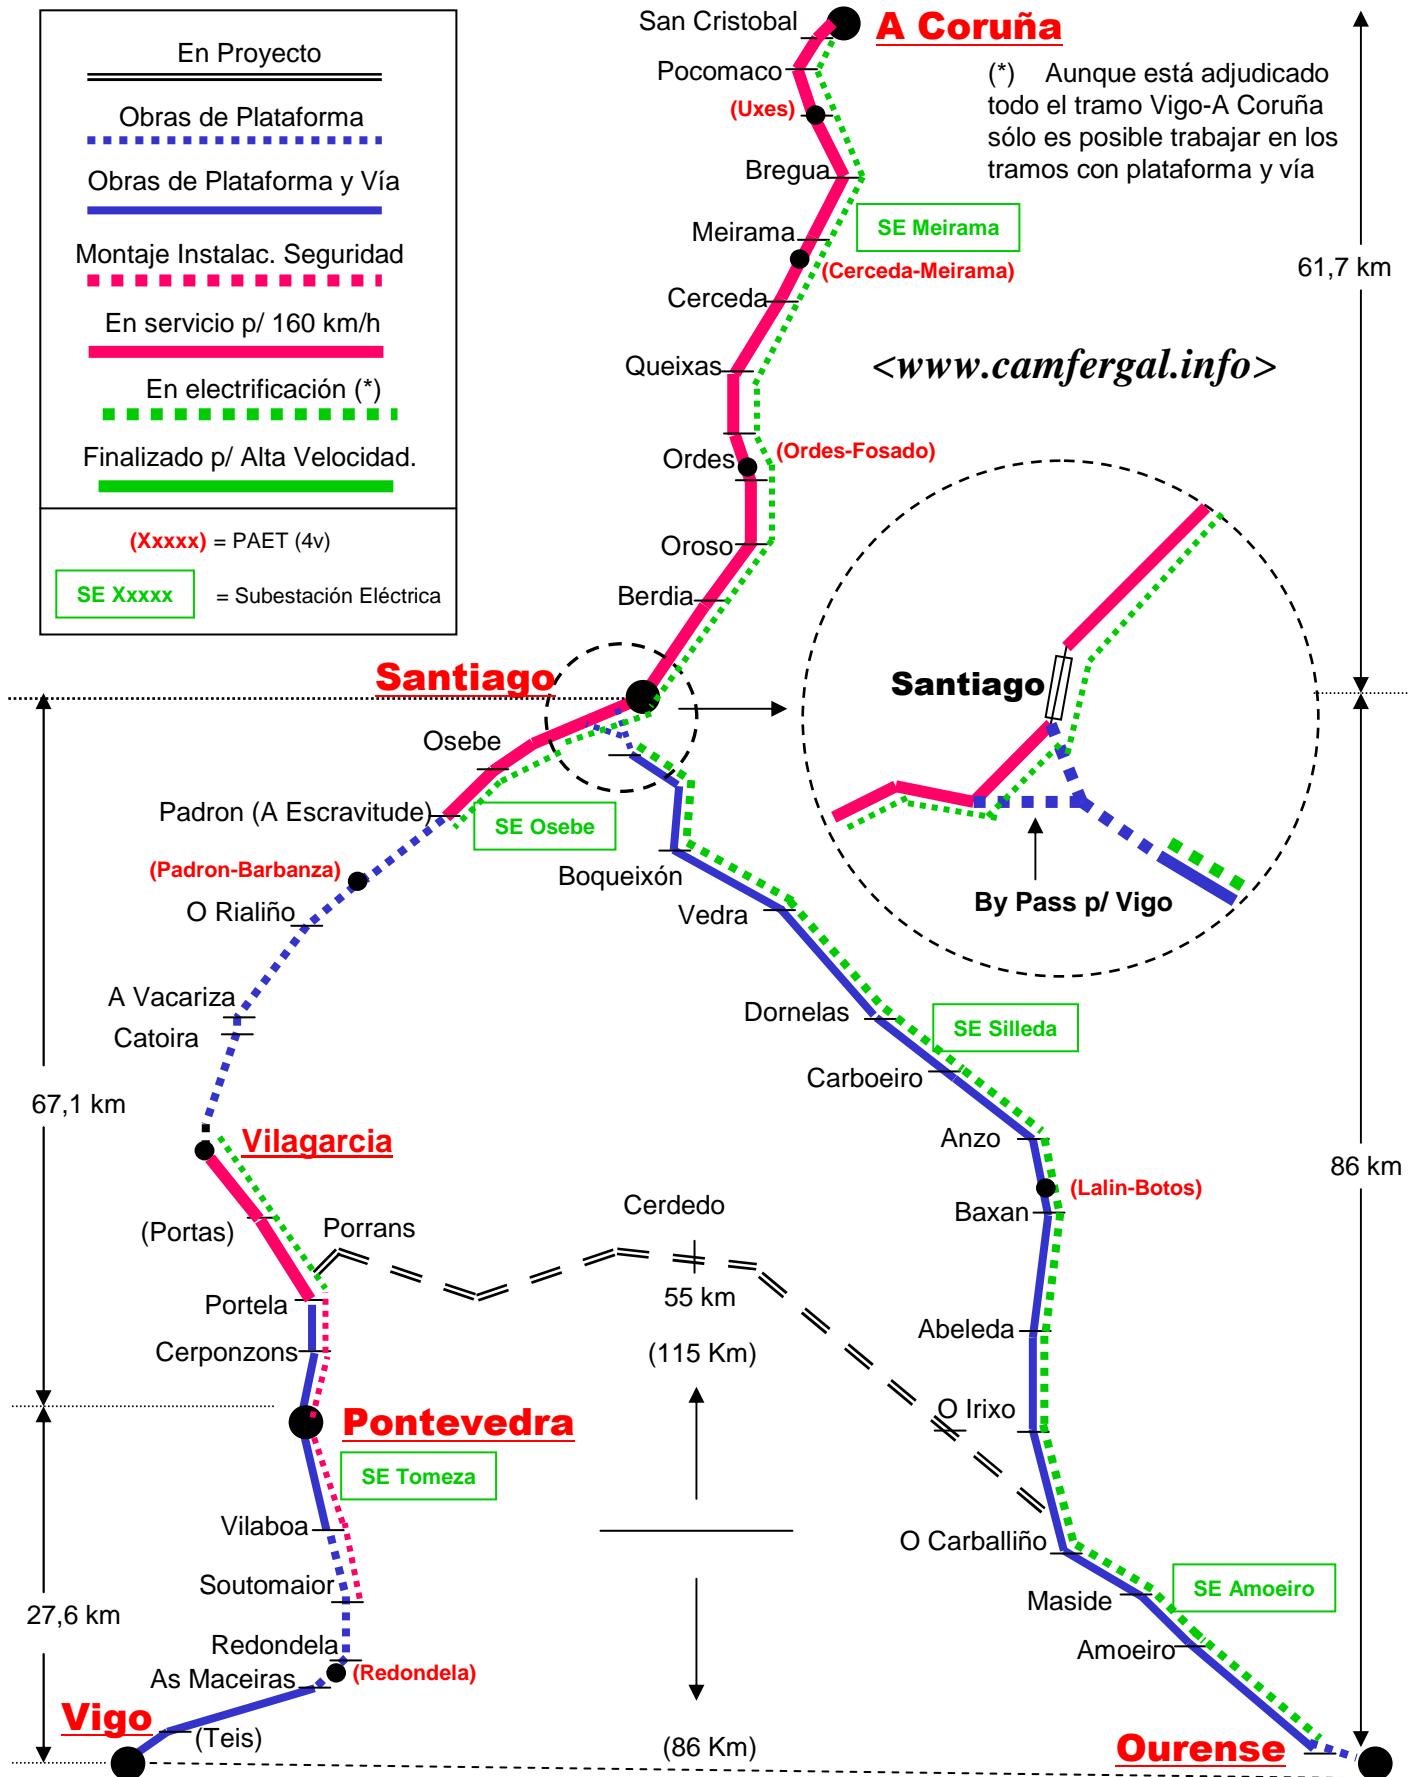 En Proyecto
Obras de Plataforma
Obras de Plataforma y Vía
Montaje Instalac. Seguridad
En servicio p/ 160 km/h
En electrificación (*)
Finalizado p/ Alta Velocidad.
(Xxxxx) = PAET (4v)
SE Xxxxx = Subestación Eléctrica
San Cristobal
A Coruña
Pocomaco
(*) Aunque está adjudicado
todo el tramo Vigo-A Coruña
sólo es posible trabajar en los
tramos con plataforma y vía
(Uxes)
Bregua
SE Meirama
Meirama
(Cerceda-Meirama)
61,7 km
Cerceda
Queixas
<www.camfergal.info>
Ordes
(Ordes-Fosado)
Oroso
Berdia
Santiago
Santiago
Osebe
Padron (A Escravitude)
SE Osebe
By Pass p/ Vigo
(Padron-Barbanza)
Boqueixón
O Rialiño
Vedra
A Vacariza
Catoira
Dornelas
SE Silleda
Carboeiro
67,1 km
Vilagarcia
Anzo
86 km
(Lalin-Botos)
Baxan
(Portas)
Porrans
Cerdedo
55 km
(115 Km)
Portela
Abeleda
Cerponzons
O Irixo
Pontevedra
SE Tomeza
Vilaboa
O Carballiño
Soutomaior
SE Amoeiro
Maside
27,6 km
Redondela
Amoeiro
(Redondela)
As Maceiras
Vigo
(Teis)
(86 Km)
Ourense